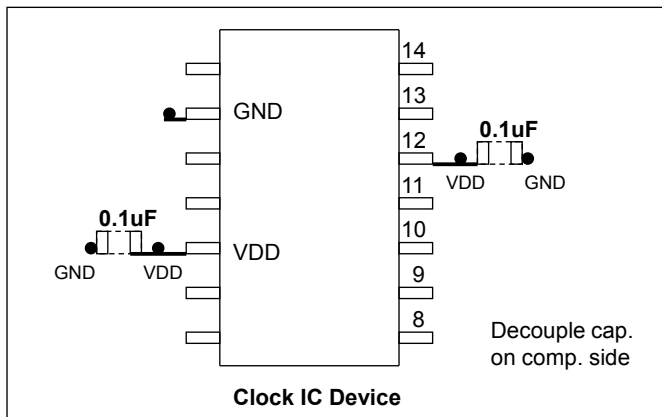 14
13
GND
12
0.1uF
VDD
GND
11
0.1uF
10
VDD
GND
VDD
9
8
Decouple cap.
on comp. side
Clock IC Device